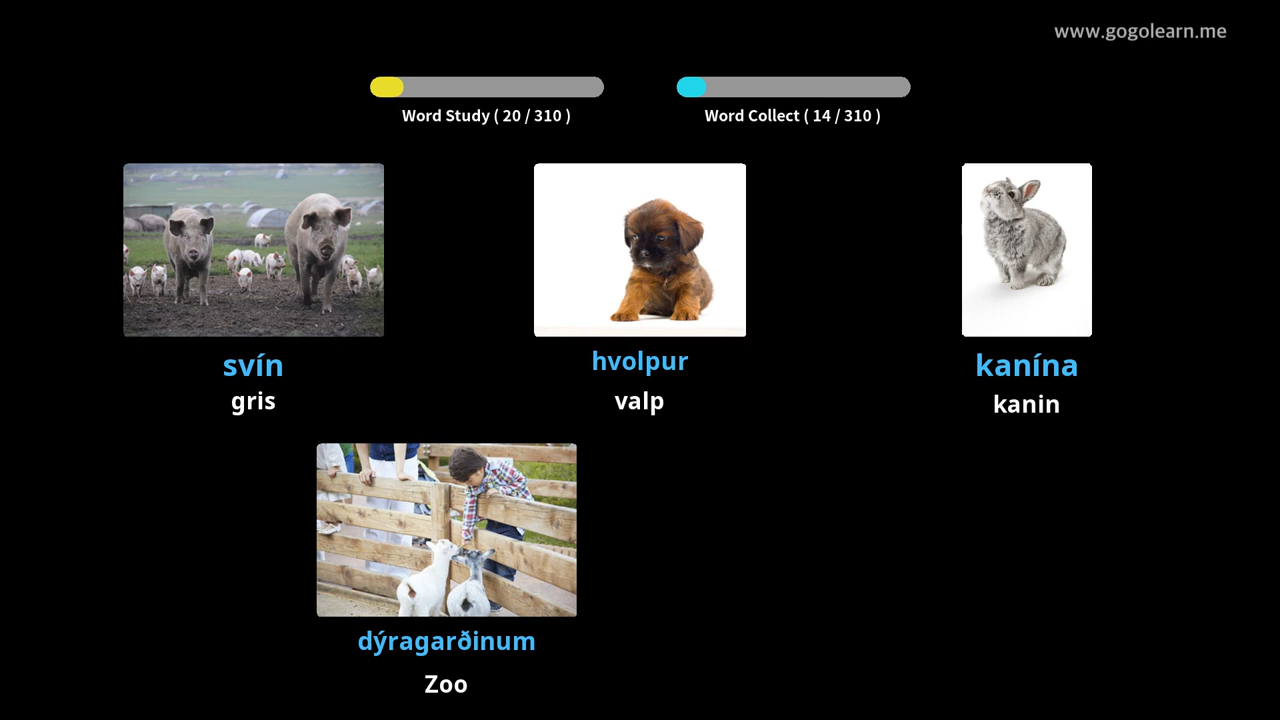 www.gogolearn.me
Word Study ( 20 / 310 )
Word Collect ( 14 / 310 )
svín
hvolpur
kanína
gris
valp
kanin
dýragarðinum
Zoo